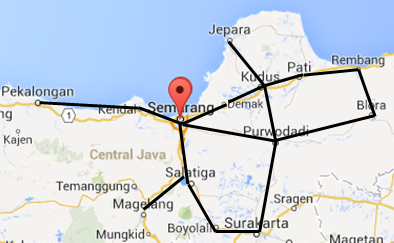 Jepara
Rembang
Pati
Kudus
Pekalongan
Kendal
Semarang
Demak
Blora
1
Kajen
Purwodadi
Central Java
Salatiga
Temanggung
Magelang
Sragen
Boyolali
Surakarta
Mungkid